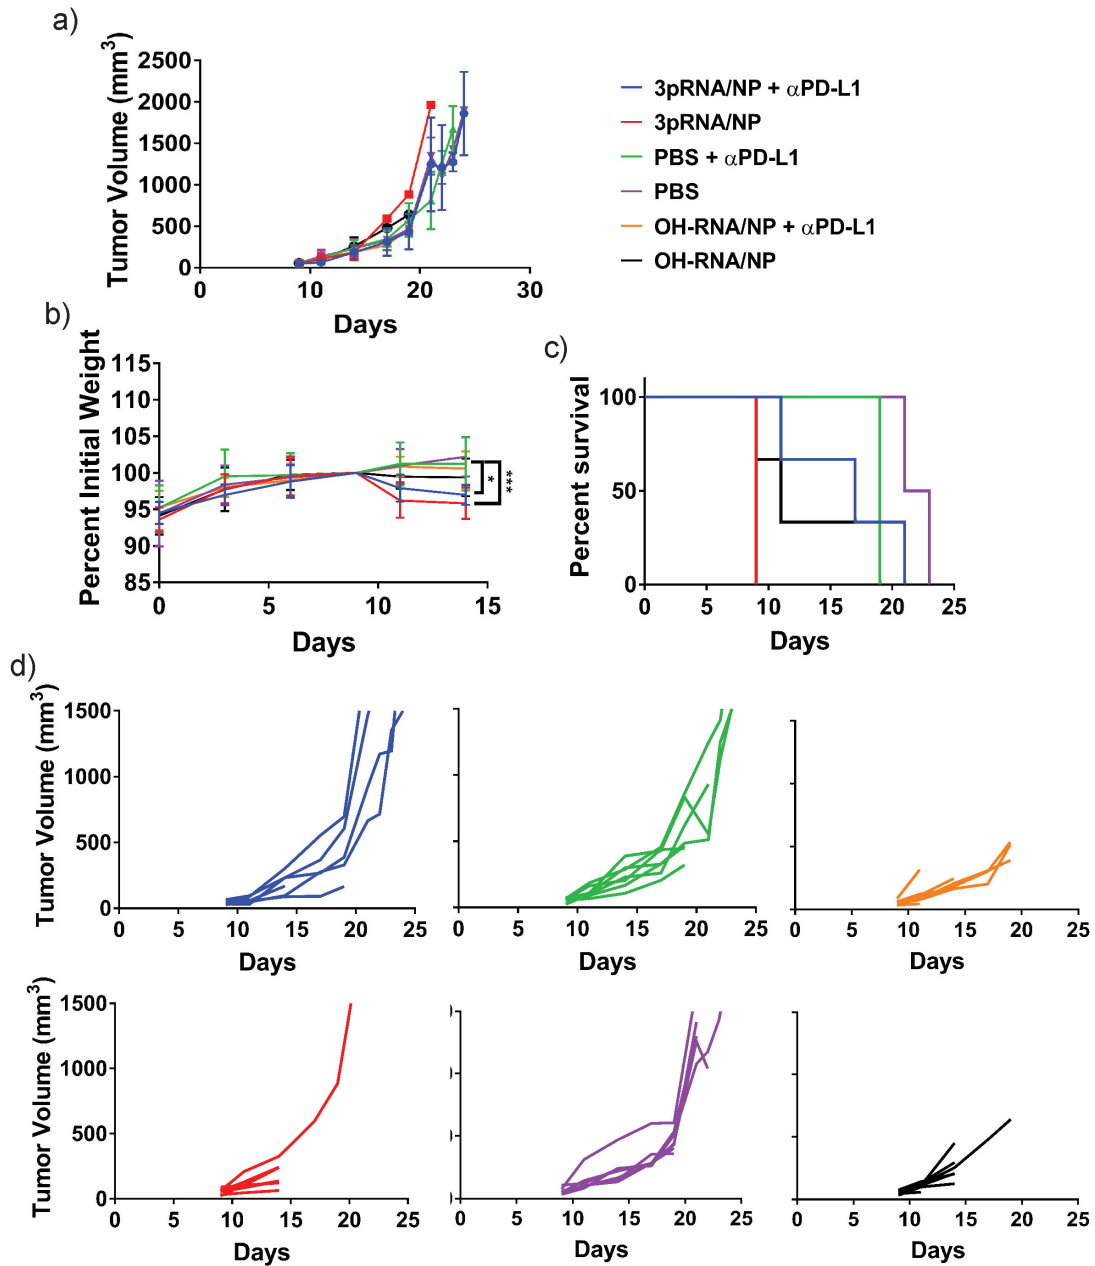 a)
Tumor Volume (mm3)
2500
2000
1500
1000
500
0
0 10 20 30
Days
3pRNA/NP + αPD-L1
3pRNA/NP
PBS + αPD-L1
PBS
OH-RNA/NP + αPD-L1
OH-RNA/NP
b)
Percent Initial Weight
115
110
105
100
95
90
85
0 5 10 15
Days
*
***
c)
Percent survival
100
50
0
0 5 10 15 20 25
Days
d)
Tumor Volume (mm3)
1500
1000
500
0
0 5 10 15 20 25
Days
0 5 10 15 20 25
Days
0 5 10 15 20 25
Days
Tumor Volume (mm3)
1500
1000
500
0
0 5 10 15 20 25
Days
0 5 10 15 20 25
Days
0 5 10 15 20 25
Days